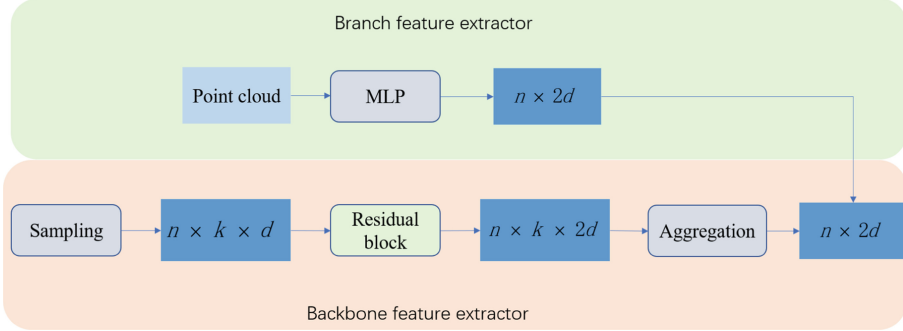 Branch feature extractor
Point cloud
MLP
n × 2d
Sampling
n × k × d
Residual
block
n × k × 2d
Aggregation
n × 2d
Backbone feature extractor